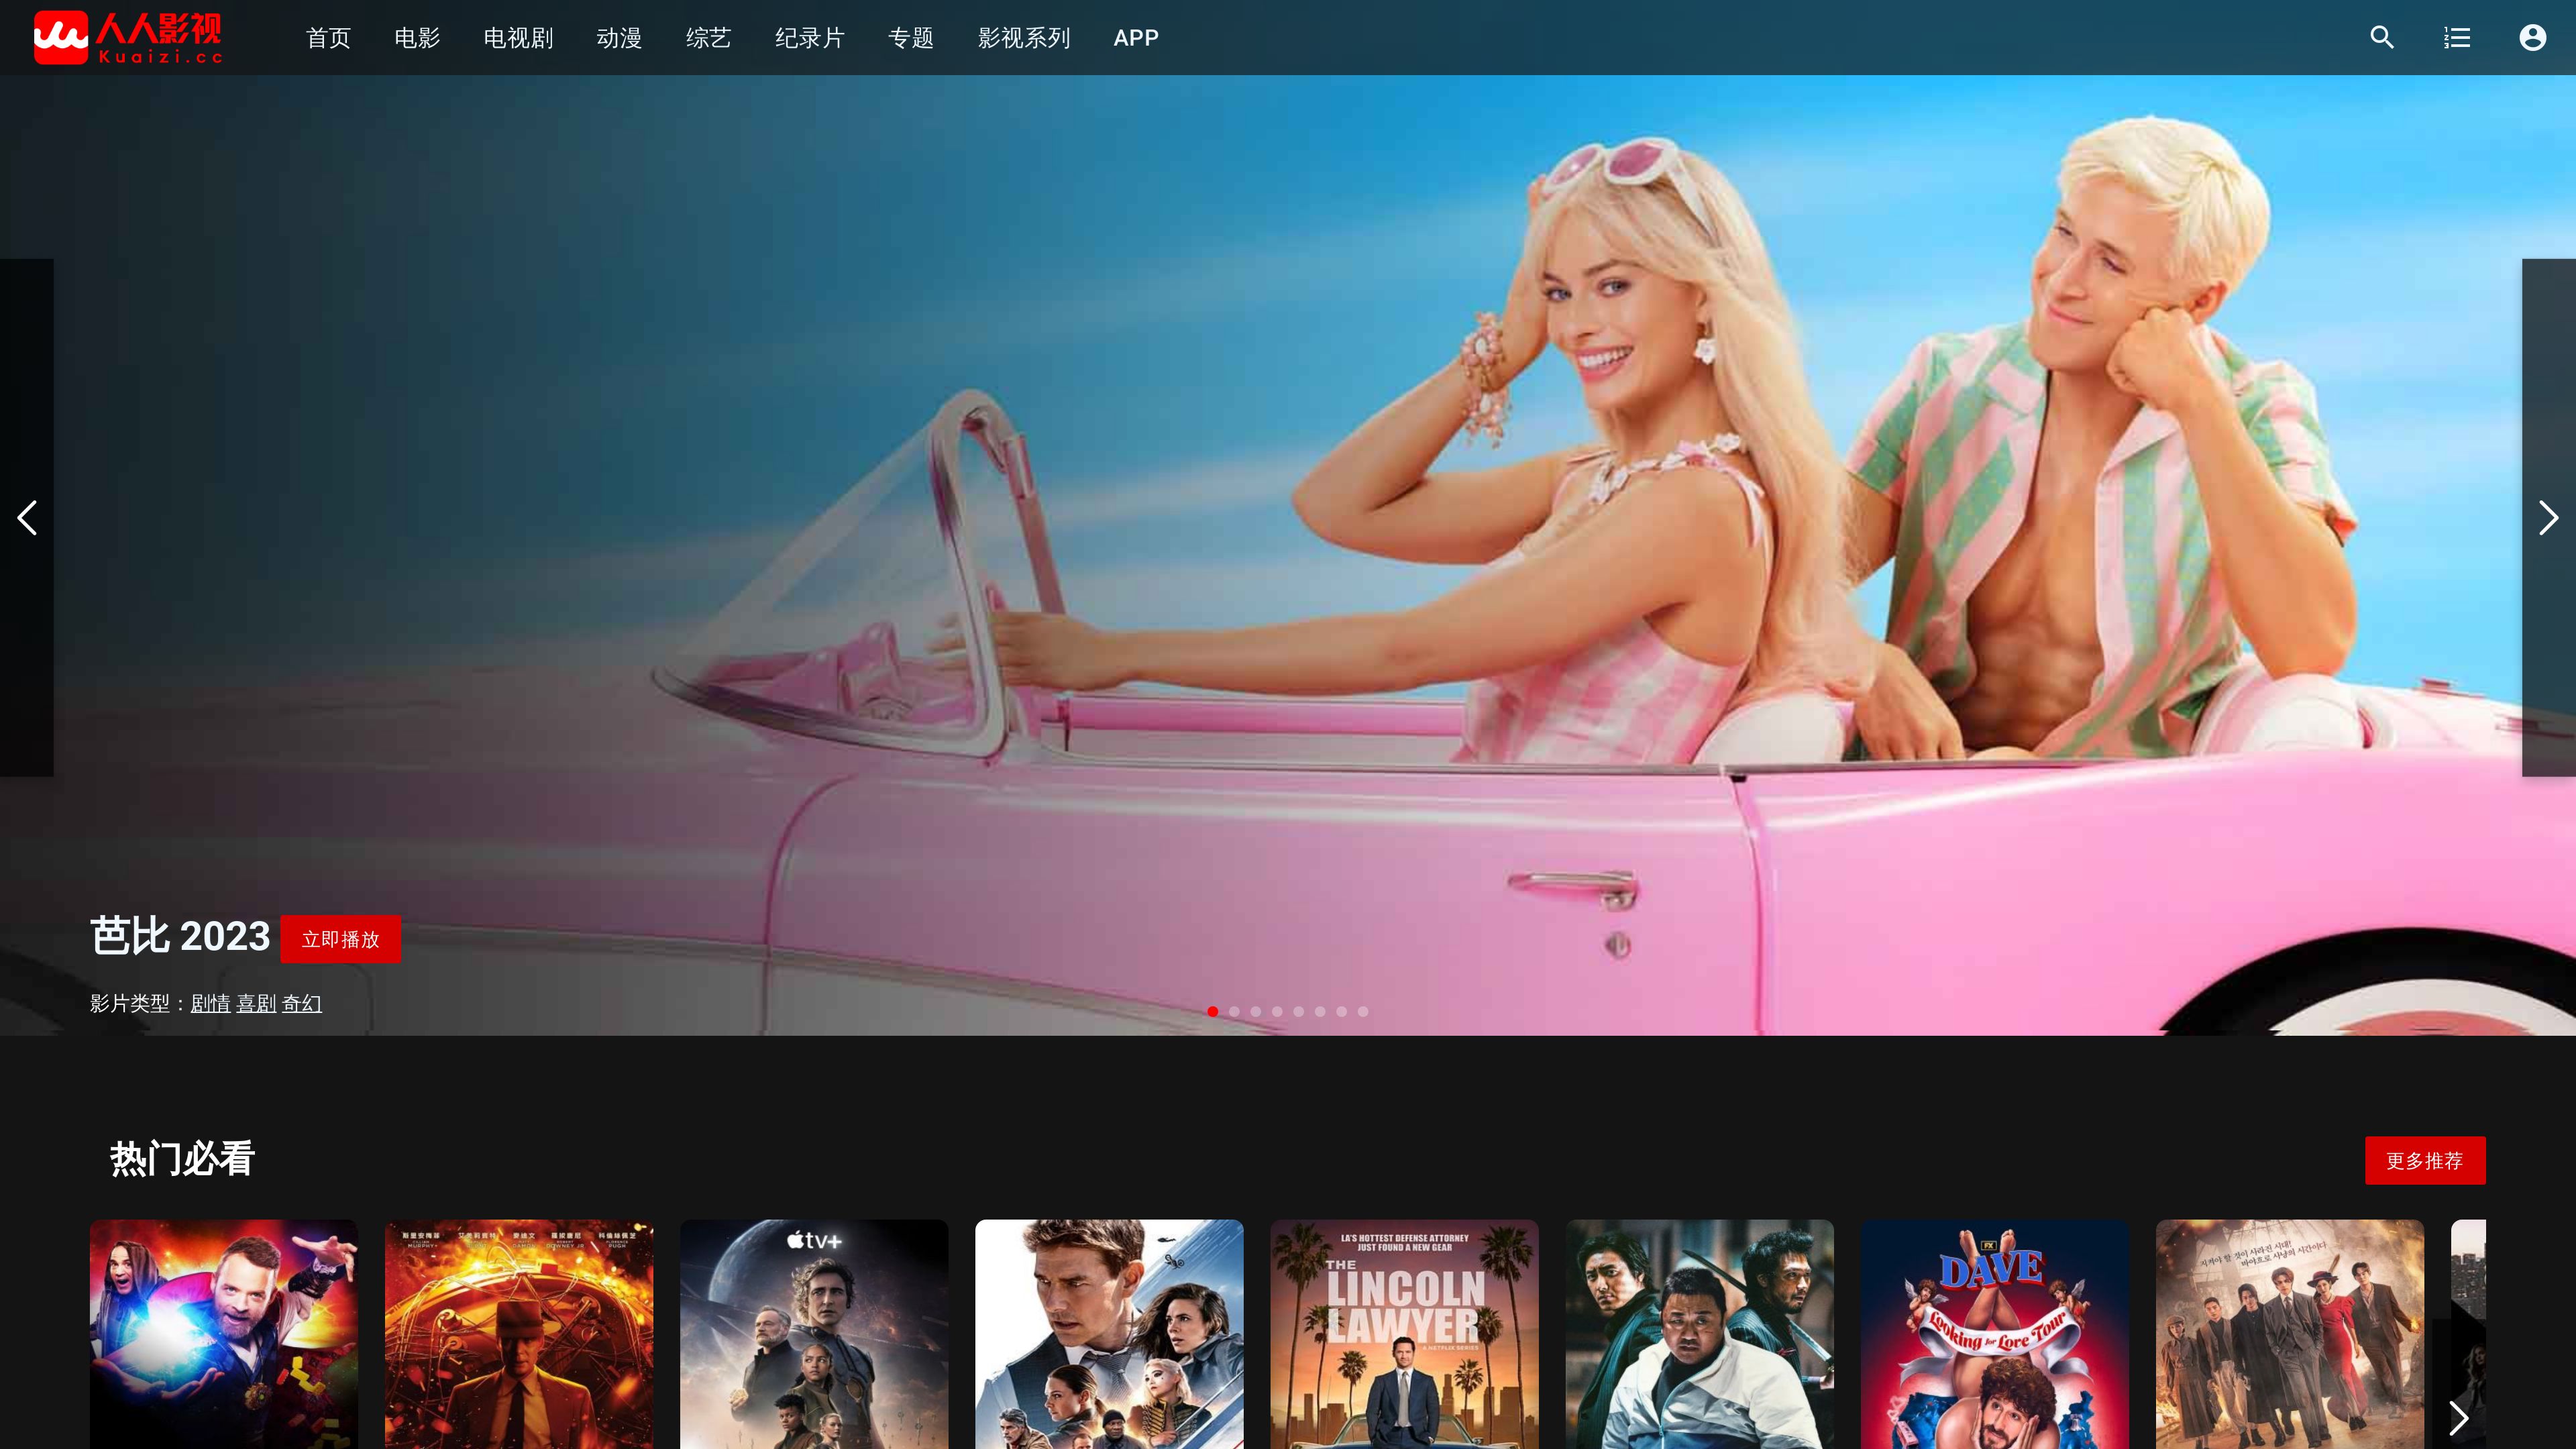 人人影视
Kuaizi.cc
首页 电影 电视剧 动漫 综艺 纪录片 专题 影视系列 APP
芭比 2023 立即播放
影片类型：剧情 喜剧 奇幻
热门必看
更多推荐
tv+
LA'S HOTTEST DEFENSE ATTORNEY
JUST FOUND A NEW GEAR
THE
LINCOLN
LAWYER
A NETFLIX SERIES
FX
DAVE
Looking for Love Tour